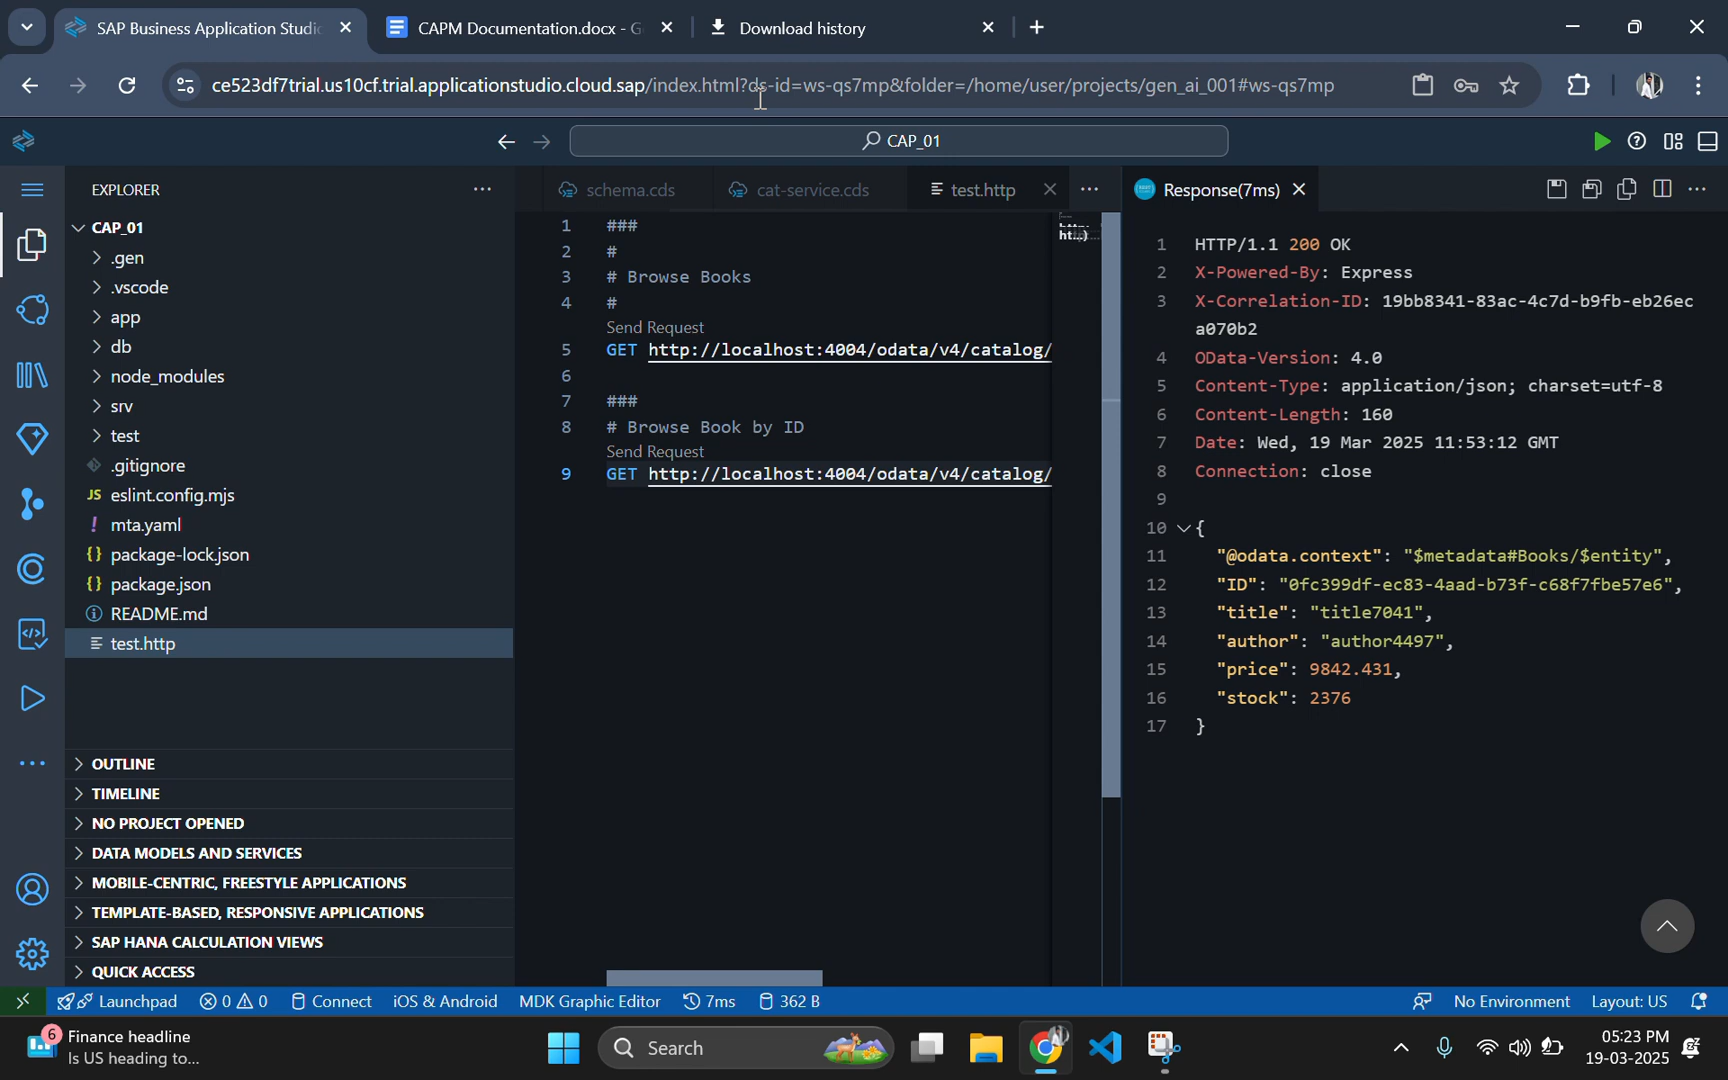 SAP Business Application Studi
CAPM Documentation.docx - G
Download history
ce523df7trial.us10cf.trial.applicationstudio.cloud.sap/index.html?ds-id=ws-qs7mp&folder=/home/user/projects/gen_ai_001#ws-qs7mp
CAP_01
EXPLORER
CAP_01
.gen
.vscode
app
db
node_modules
srv
test
.gitignore
JS eslint.config.mjs
! mta.yaml
{} package-lock.json
{} package.json
README.md
test.http
OUTLINE
TIMELINE
NO PROJECT OPENED
DATA MODELS AND SERVICES
MOBILE-CENTRIC, FREESTYLE APPLICATIONS
TEMPLATE-BASED, RESPONSIVE APPLICATIONS
SAP HANA CALCULATION VIEWS
QUICK ACCESS
schema.cds
cat-service.cds
test.http
1 ###
2 #
3 # Browse Books
4 #
Send Request
5 GET http://localhost:4004/odata/v4/catalog/
6
7 ###
8 # Browse Book by ID
Send Request
9 GET http://localhost:4004/odata/v4/catalog/
Response(7ms)
1 HTTP/1.1 200 OK
2 X-Powered-By: Express
3 X-Correlation-ID: 19bb8341-83ac-4c7d-b9fb-eb26ec
a070b2
4 OData-Version: 4.0
5 Content-Type: application/json; charset=utf-8
6 Content-Length: 160
7 Date: Wed, 19 Mar 2025 11:53:12 GMT
8 Connection: close
9
10 {
11 "@odata.context": "$metadata#Books/$entity",
12 "ID": "0fc399df-ec83-4aad-b73f-c68f7fbe57e6",
13 "title": "title7041",
14 "author": "author4497",
15 "price": 9842.431,
16 "stock": 2376
17 }
Launchpad
0 0
Connect
iOS & Android
MDK Graphic Editor
7ms
362 B
No Environment
Layout: US
6
Finance headline
Is US heading to...
Search
05:23 PM
19-03-2025